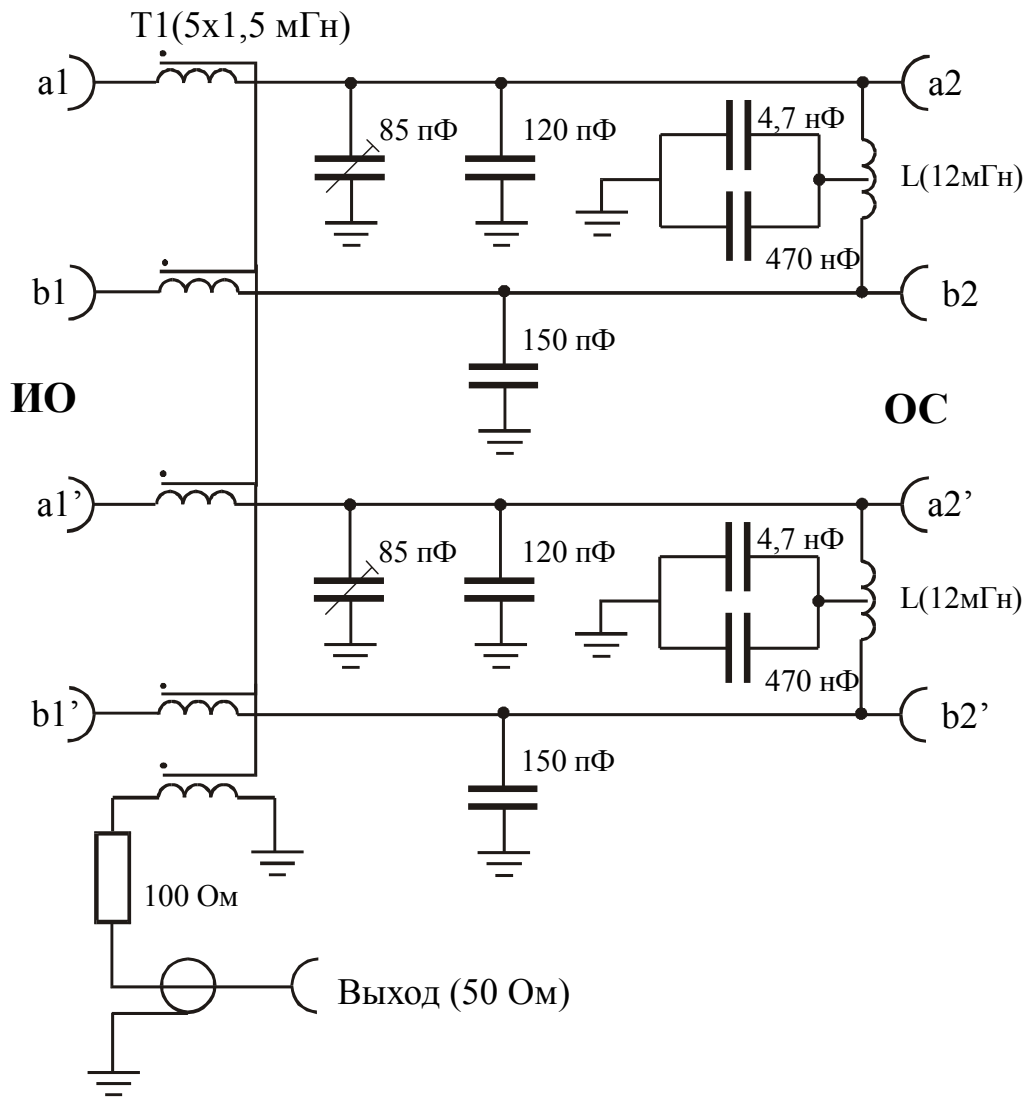 T1(5x1,5 мГн)
a1
a2
85 пФ
120 пФ
4,7 нФ
L(12мГн)
470 нФ
b1
b2
150 пФ
ИО
ОС
a1’
a2’
85 пФ
120 пФ
4,7 нФ
L(12мГн)
470 нФ
b1’
b2’
150 пФ
100 Ом
Выход (50 Ом)